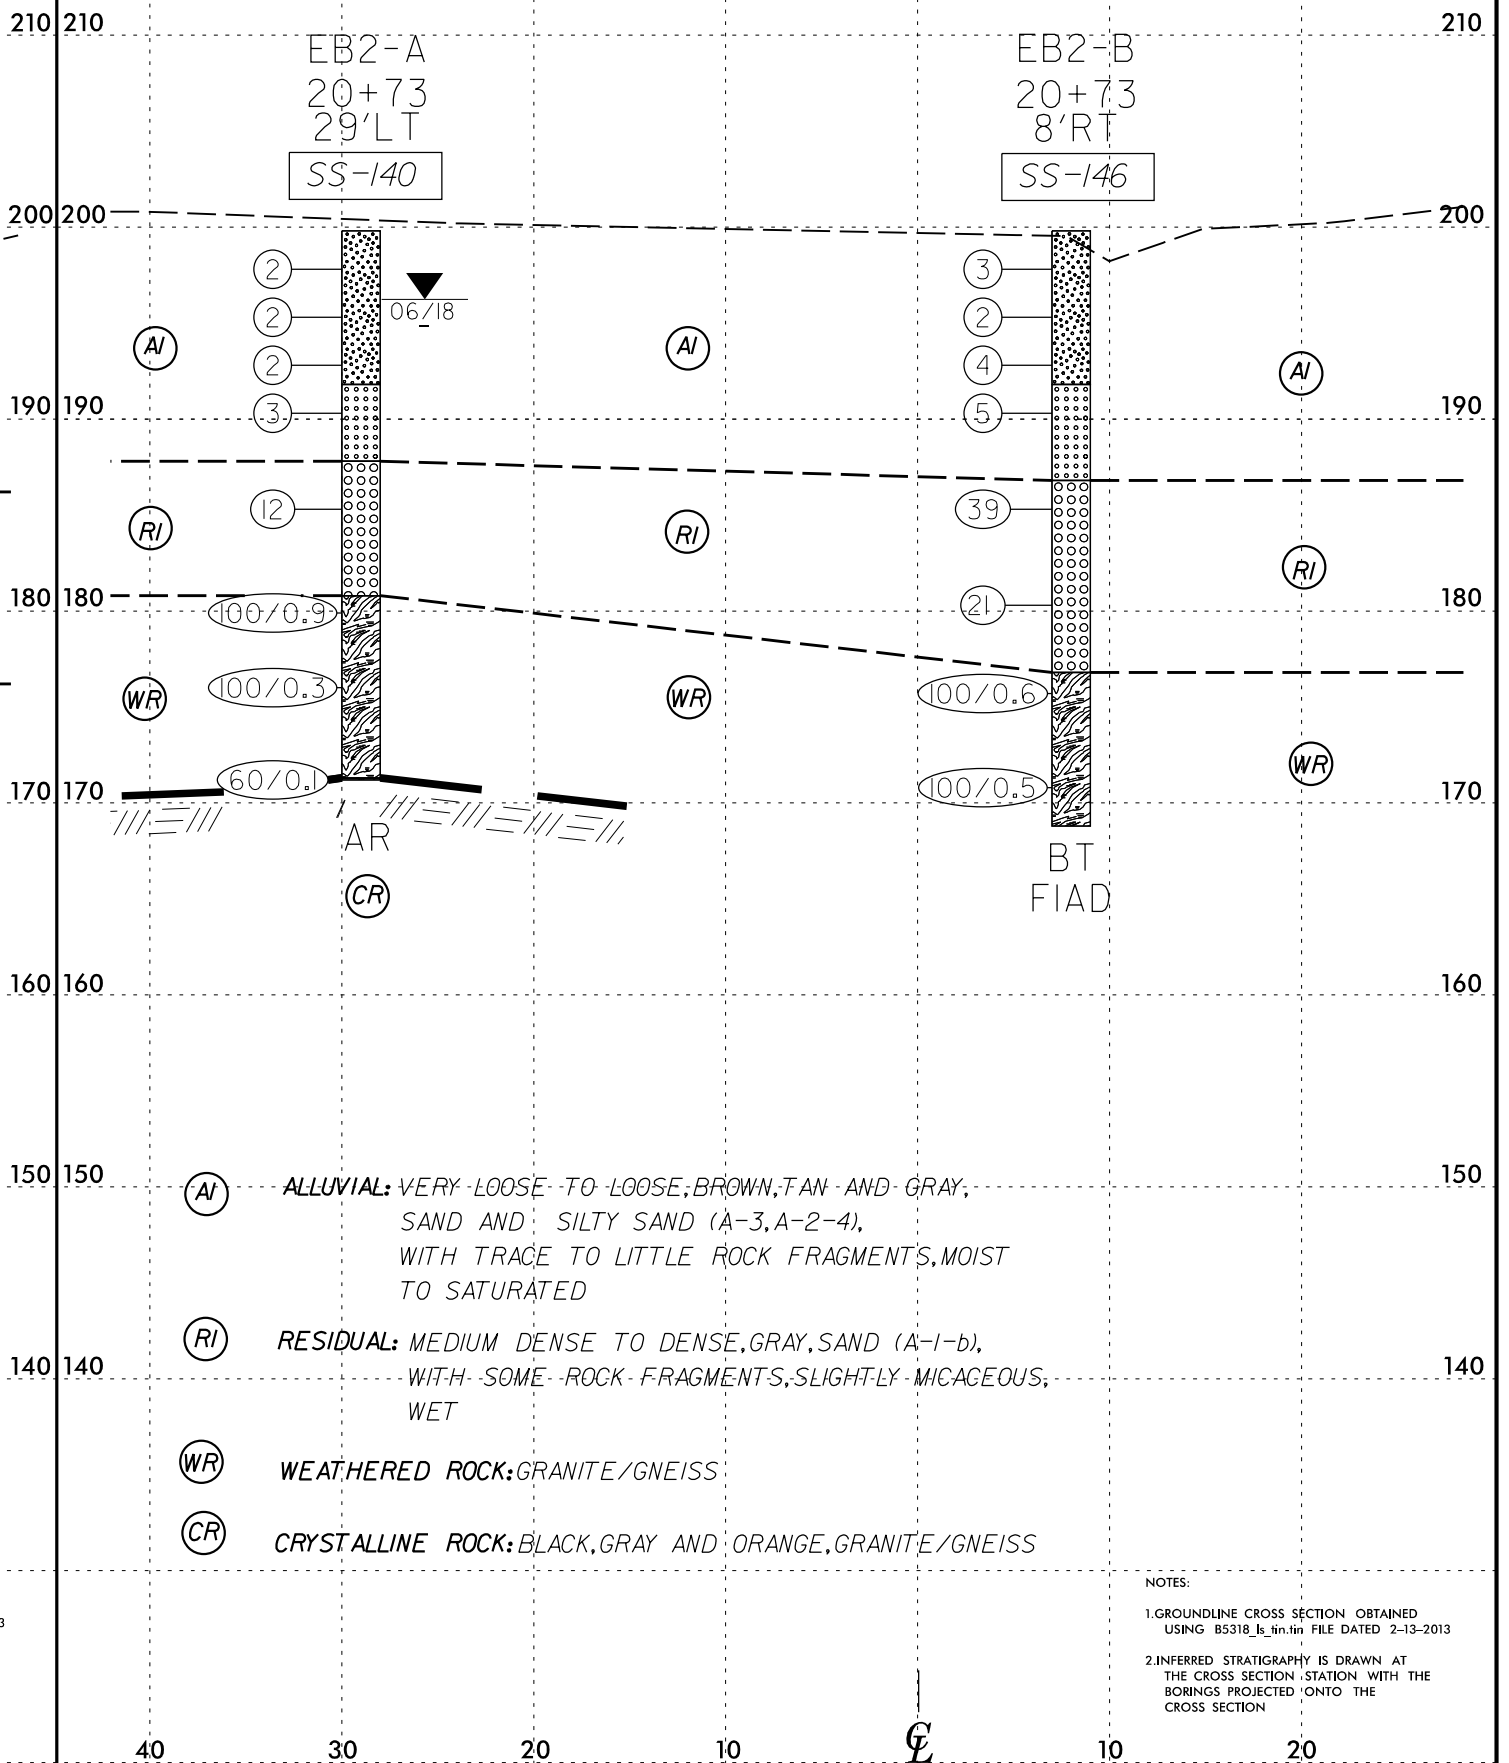 210 210 210
EB2-A EB2-B
20+73 20+73
29'LT 8'RT
SS-140 SS-146
200 200 200
2 3
06/18
2 2
AI AI
2 4 AI
190 190 190
3 5
12 39
RI RI
RI
180 180 21 180
100/0.9
100/0.3 100/0.6
WR WR
WR
60/0.1 100/0.5
170 170 170
AR BT
CR FIAD
160 160 160
150 150 150
AI ALLUVIAL: VERY LOOSE TO LOOSE, BROWN, TAN AND GRAY,
SAND AND SILTY SAND (A-3, A-2-4),
WITH TRACE TO LITTLE ROCK FRAGMENTS, MOIST
TO SATURATED
RI RESIDUAL: MEDIUM DENSE TO DENSE, GRAY, SAND (A-1-b),
140 140 140
WITH SOME ROCK FRAGMENTS, SLIGHTLY MICACEOUS,
WET
WR WEATHERED ROCK: GRANITE/GNEISS
CR CRYSTALLINE ROCK: BLACK, GRAY AND ORANGE, GRANITE/GNEISS
NOTES:
1.GROUNDLINE CROSS SECTION OBTAINED
USING B5318_ls_tin.tin FILE DATED 2-13-2013
3
2.INFERRED STRATIGRAPHY IS DRAWN AT
THE CROSS SECTION STATION WITH THE
BORINGS PROJECTED ONTO THE
CROSS SECTION
40 30 20 10 ℄ 10 20